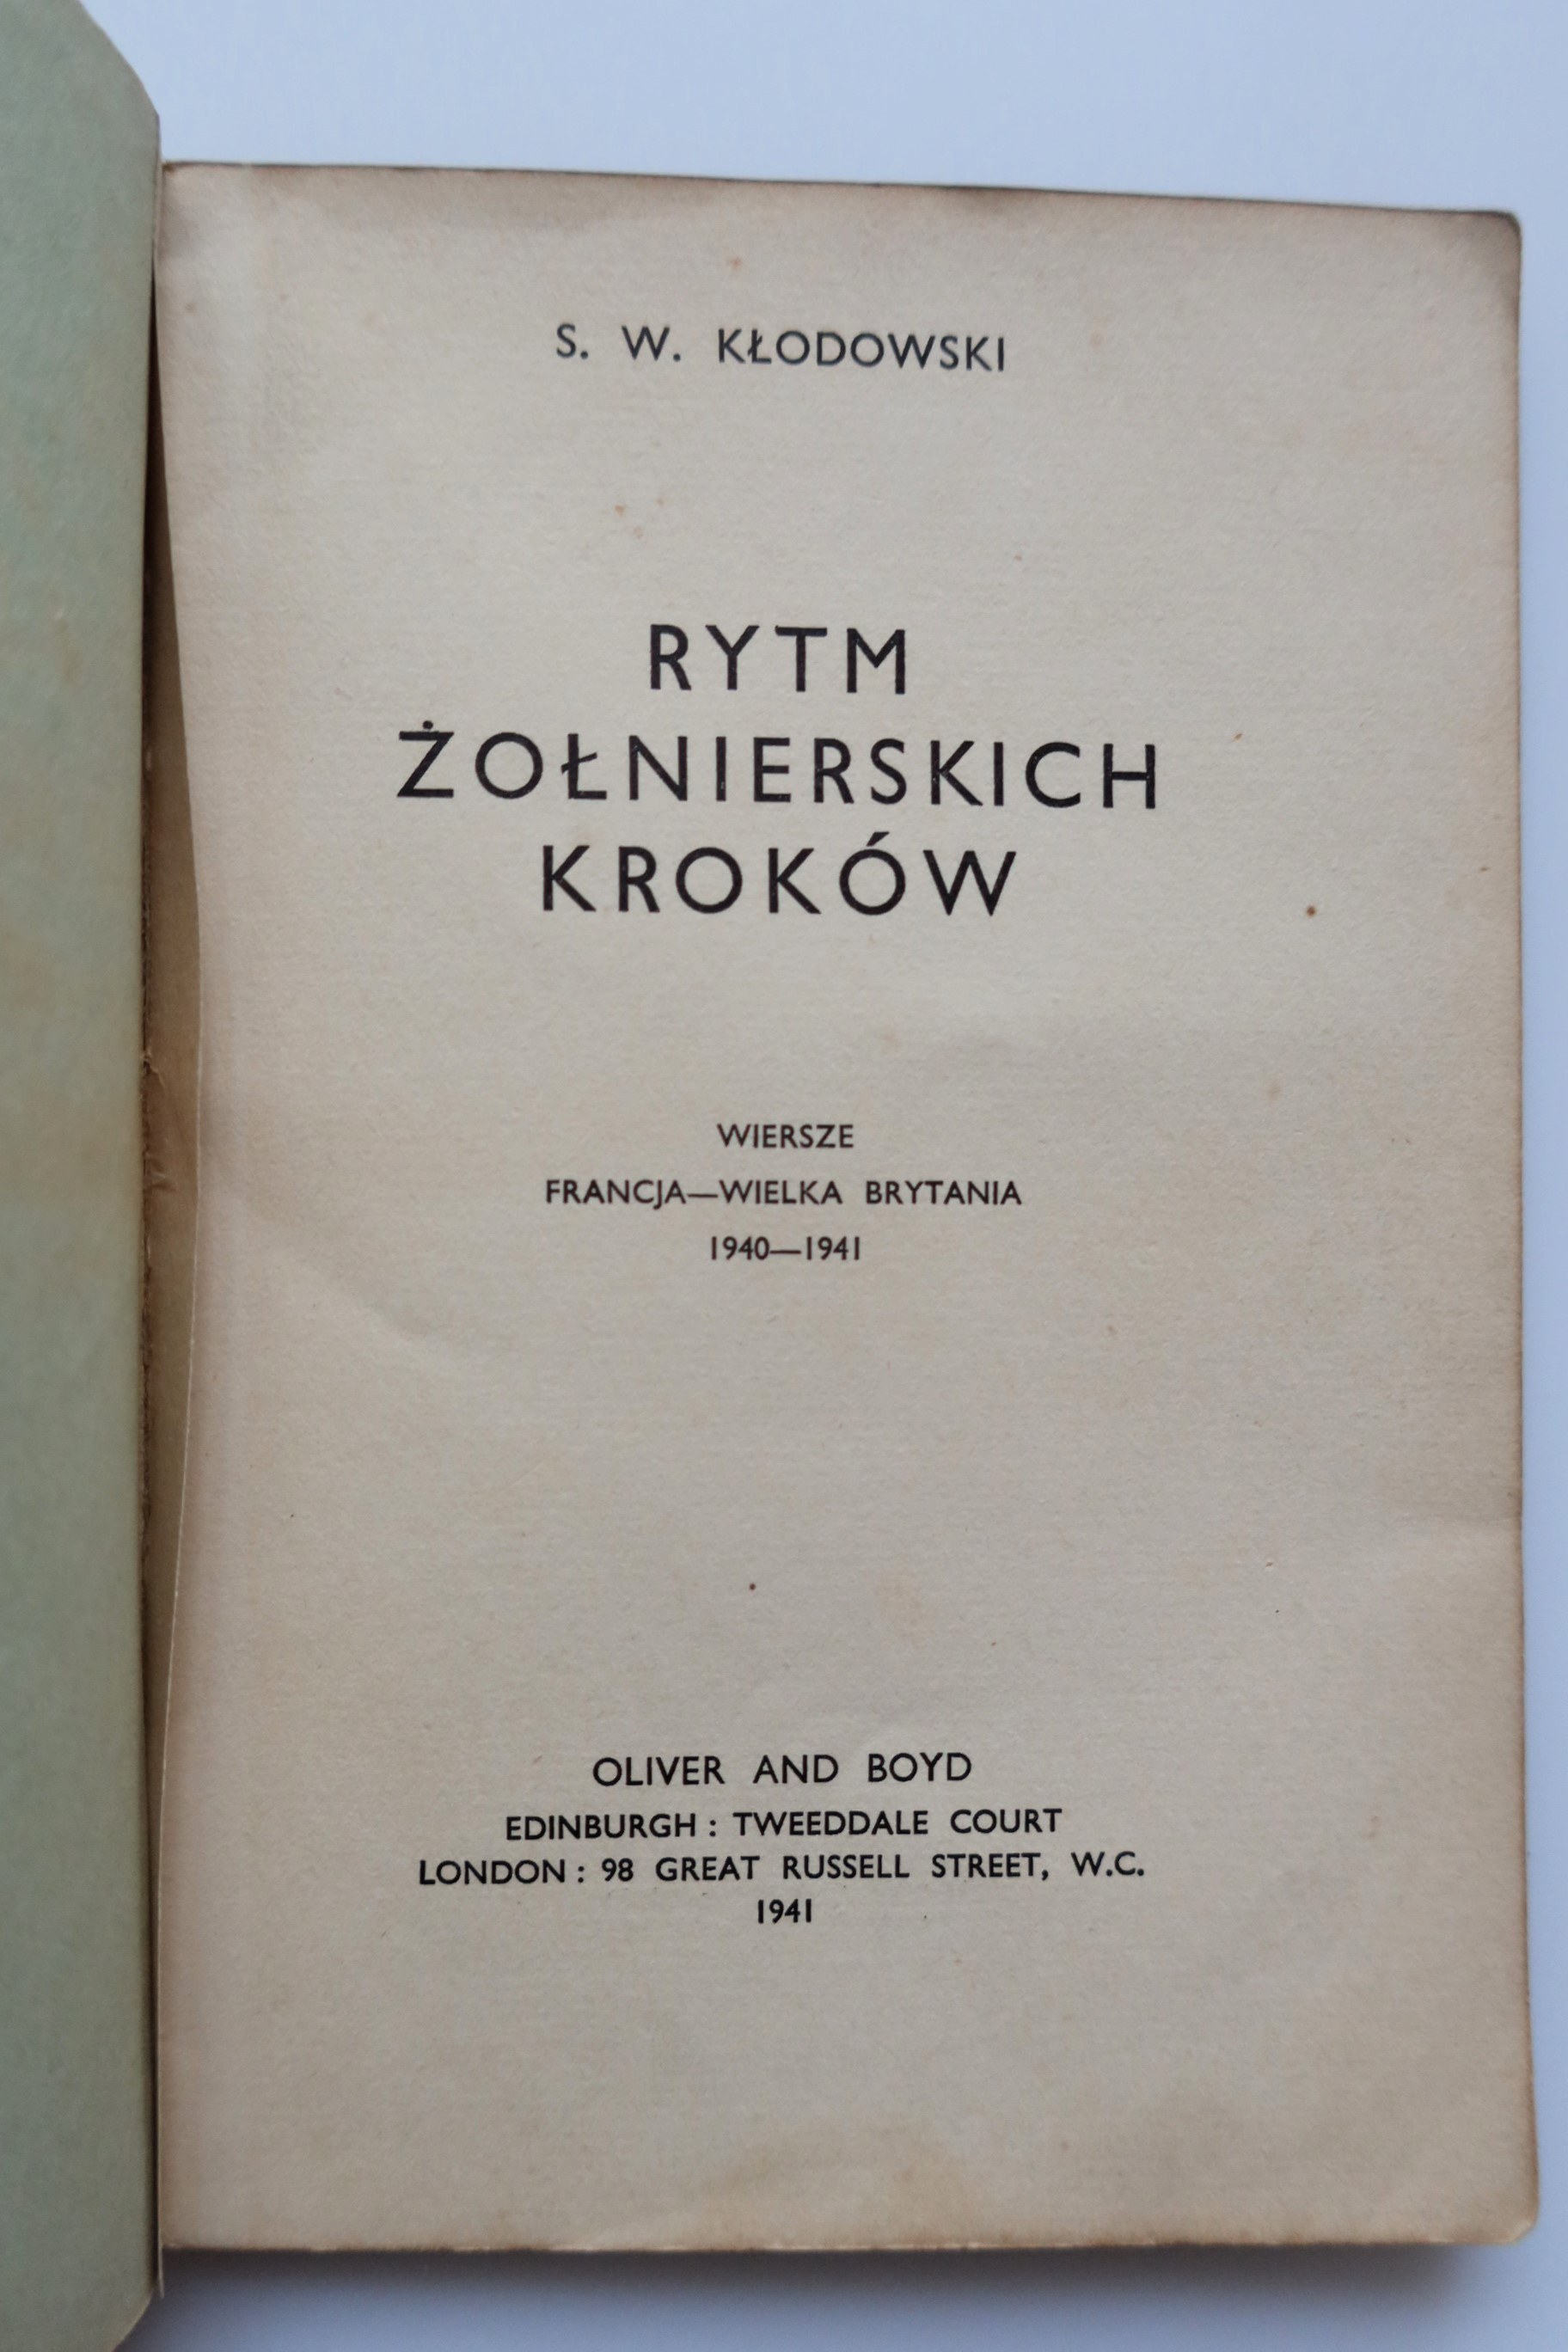 S. W. KŁODOWSKI
RYTM
ŻOŁNIERSKICH
KROKÓW
WIERSZE
FRANCJA—WIELKA BRYTANIA
1940—1941
OLIVER AND BOYD
EDINBURGH : TWEEDDALE COURT
LONDON : 98 GREAT RUSSELL STREET, W.C.
1941